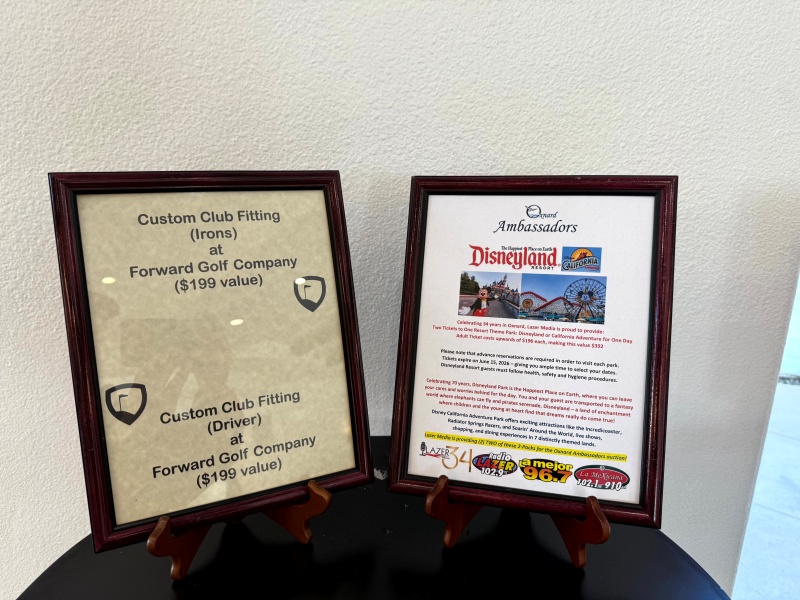 Custom Club Fitting
(Irons)
at
Forward Golf Company
($199 value)
Custom Club Fitting
(Driver)
at
Forward Golf Company
($199 value)
Oxnard
Ambassadors
The Happiest Place on Earth
Disneyland
RESORT
CALIFORNIA
Celebrating 34 years in Oxnard, Lazer Media is proud to provide:
Two Tickets to One Resort Theme Park: Disneyland or California Adventure for One Day
Adult Ticket costs upwards of $196 each, making this value $392
Please note that advance reservations are required in order to visit each park.
Tickets expire on June 15, 2026 – giving you ample time to select your dates.
Disneyland Resort guests must follow health, safety and hygiene procedures.
Celebrating 70 years, Disneyland Park is the Happiest Place on Earth, where you can leave
your cares and worries behind for the day. You and your guest are transported to a fantasy
world where elephants can fly and pirates serenade. Disneyland – a land of enchantment
where children and the young at heart find that dreams really do come true!
Disney California Adventure Park offers exciting attractions like the Incredicoaster,
Radiator Springs Racers, and Soarin' Around the World, live shows,
shopping, and dining experiences in 7 distinctly themed lands.
Lazer Media is providing (2) TWO of these 2-Packs for the Oxnard Ambassadors auction!
LAZER 34
Radio
LAZER
102.9
a mejor
96.7
La MeXicana
102.1 910